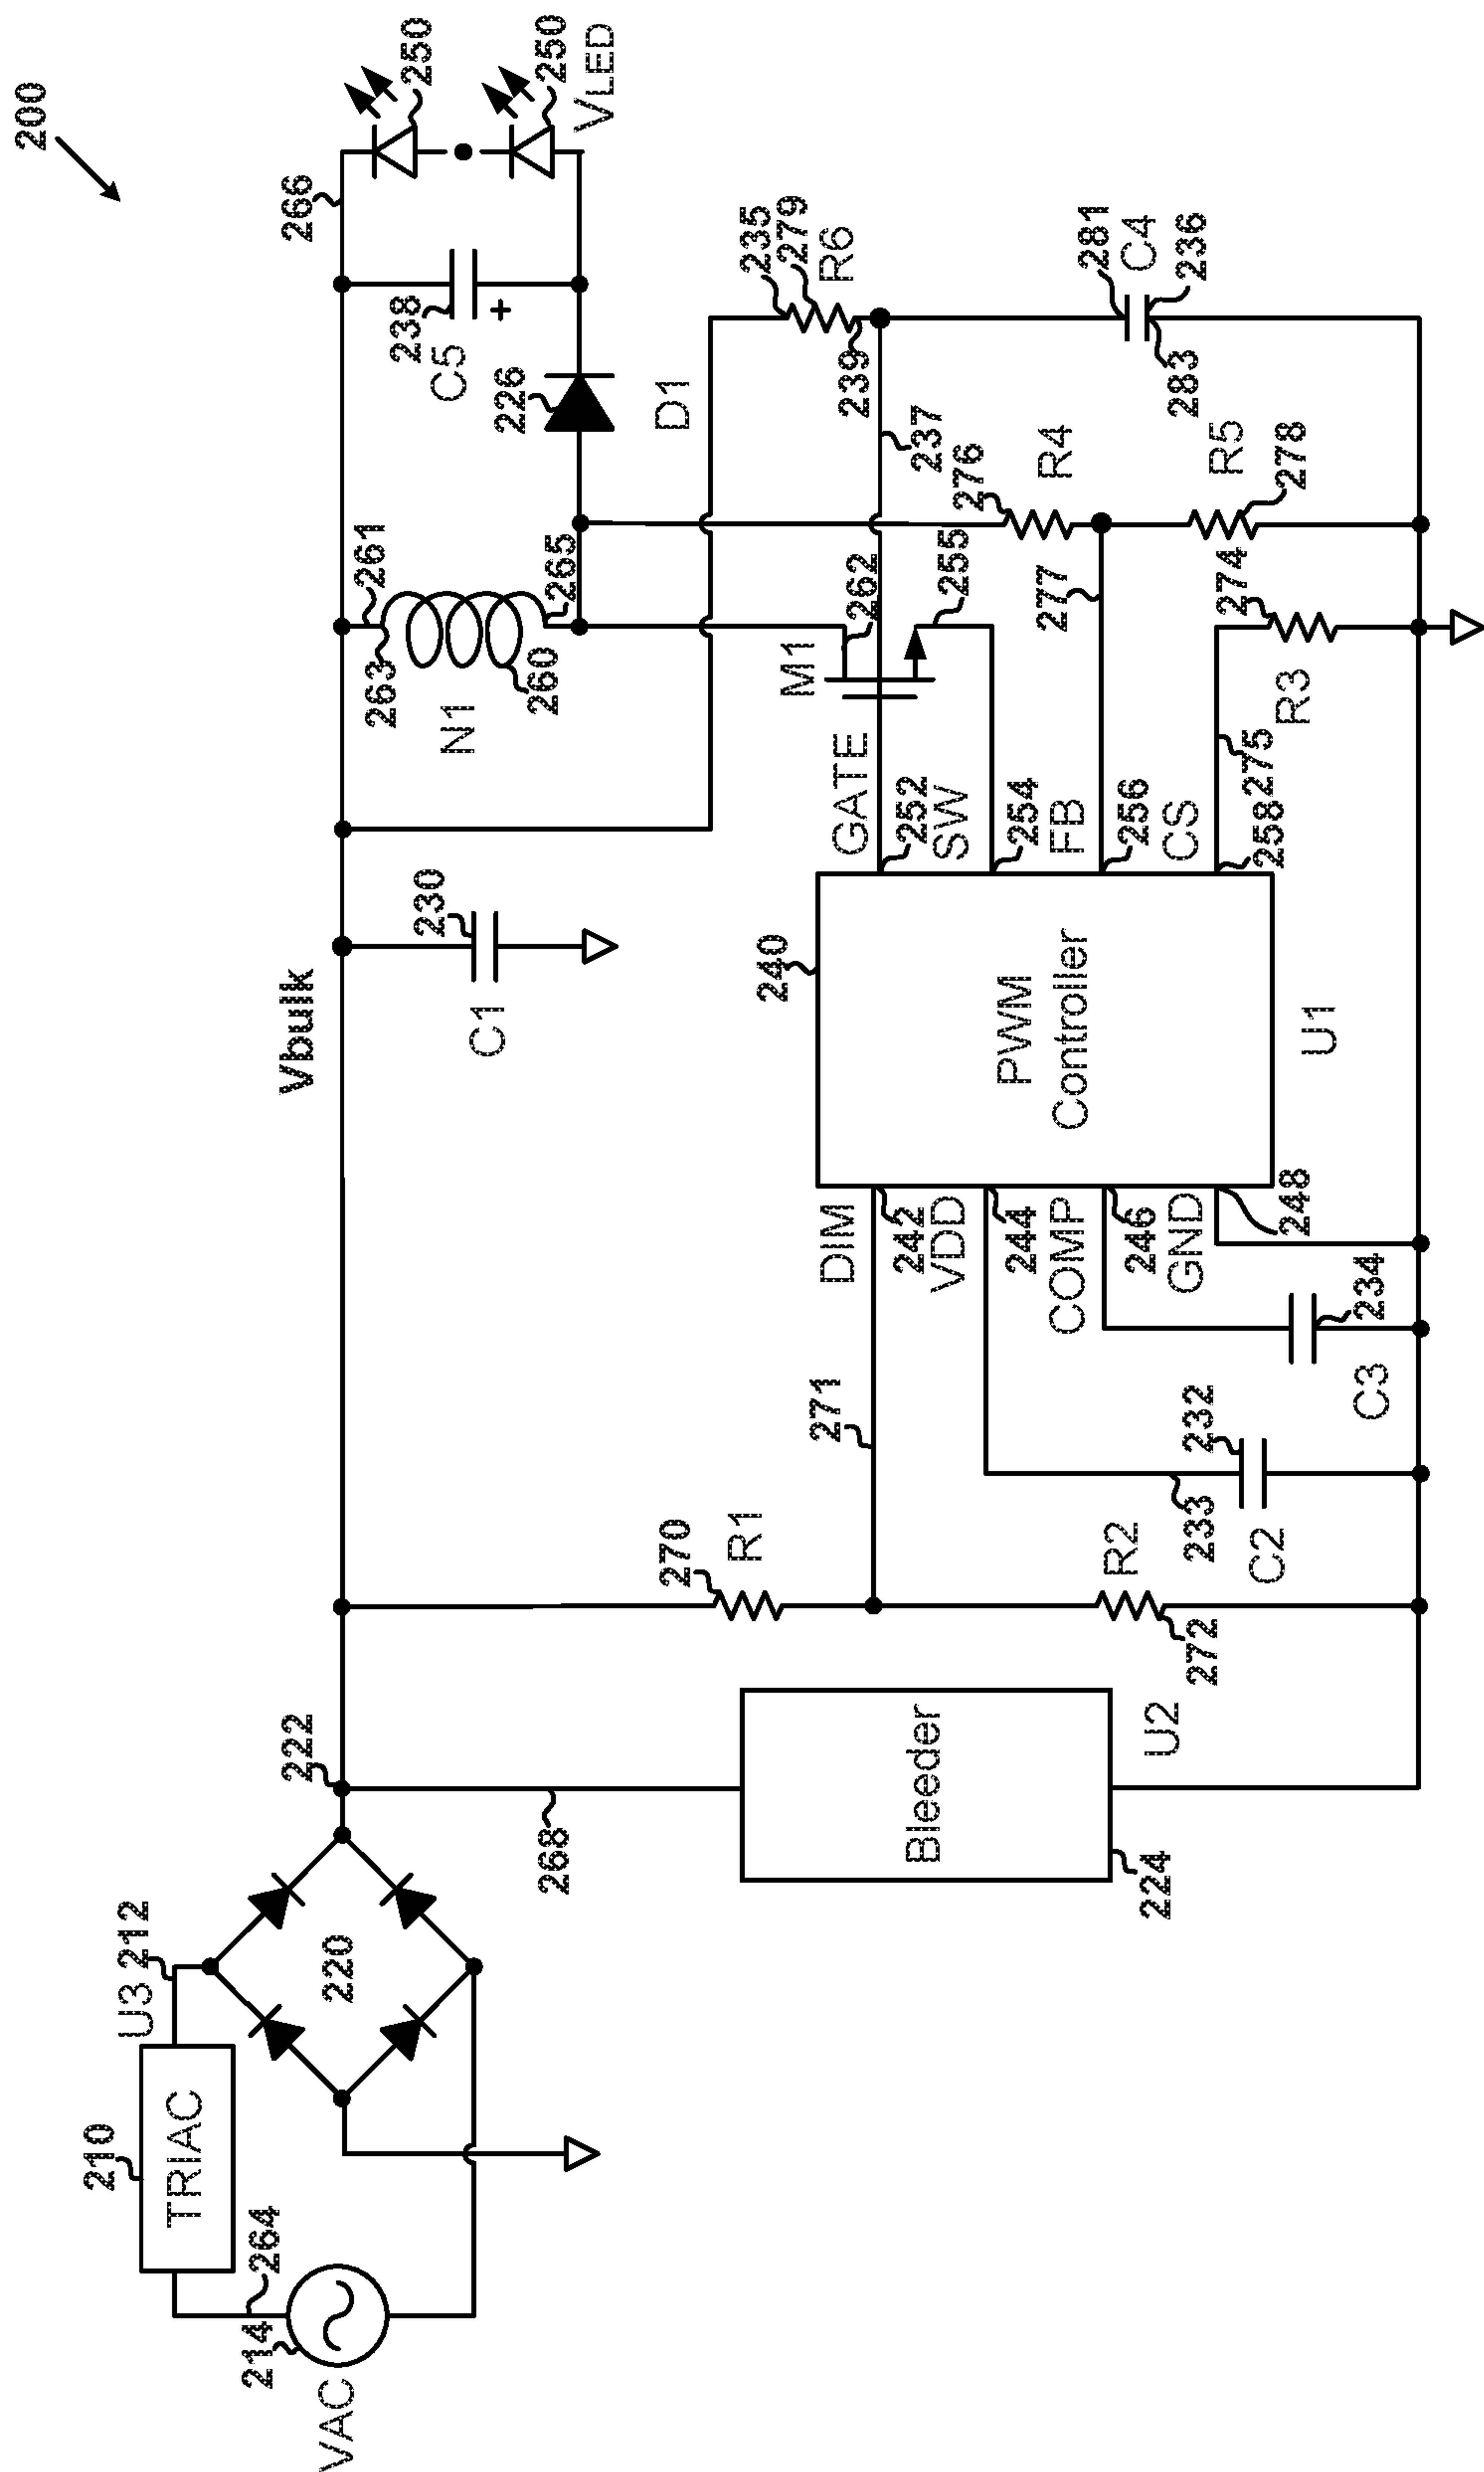 200
VAC
214
264
210
TRIAC
U3
212
220
222
268
Bleeder
224
U2
270
R1
271
R2
272
Vbulk
C1
230
266
261
263
N1
260
265
C5
238
+
226
D1
250
250
VLED
240
PWM
Controller
U1
DIM
242
VDD
244
COMP
246
GND
248
233
232
C2
234
C3
GATE
252
SW
254
FB
256
CS
258
M1
262
255
275
277
276
R4
R5
278
274
R3
237
239
235
279
R6
281
C4
236
283